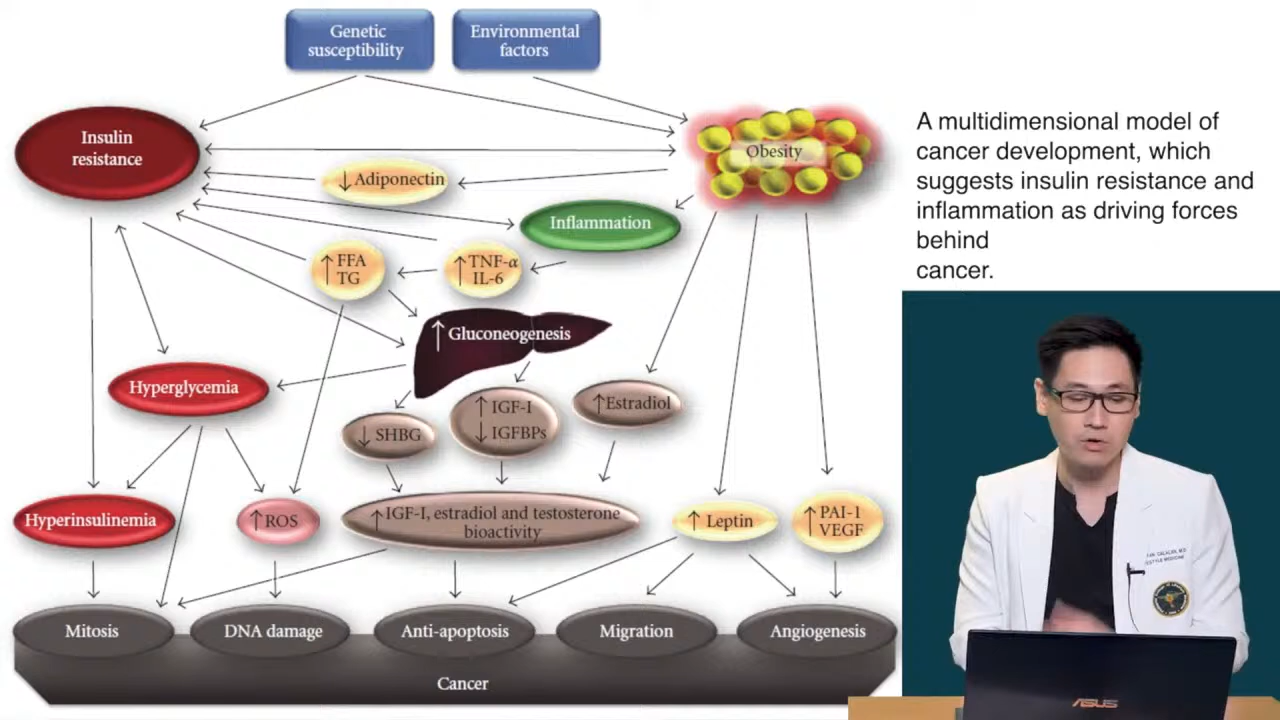 Genetic
susceptibility
Environmental
factors
Insulin
resistance
Obesity
↓ Adiponectin
Inflammation
↑ FFA
TG
↑ TNF-α
IL-6
↑ Gluconeogenesis
Hyperglycemia
↓ SHBG
↑ IGF-I
↓ IGFBPs
↑Estradiol
Hyperinsulinemia
↑ROS
↑IGF-I, estradiol and testosterone
bioactivity
↑ Leptin
↑ PAI-1
VEGF
Mitosis
DNA damage
Anti-apoptosis
Migration
Angiogenesis
Cancer
A multidimensional model of
cancer development, which
suggests insulin resistance and
inflammation as driving forces
behind
cancer.
ASUS